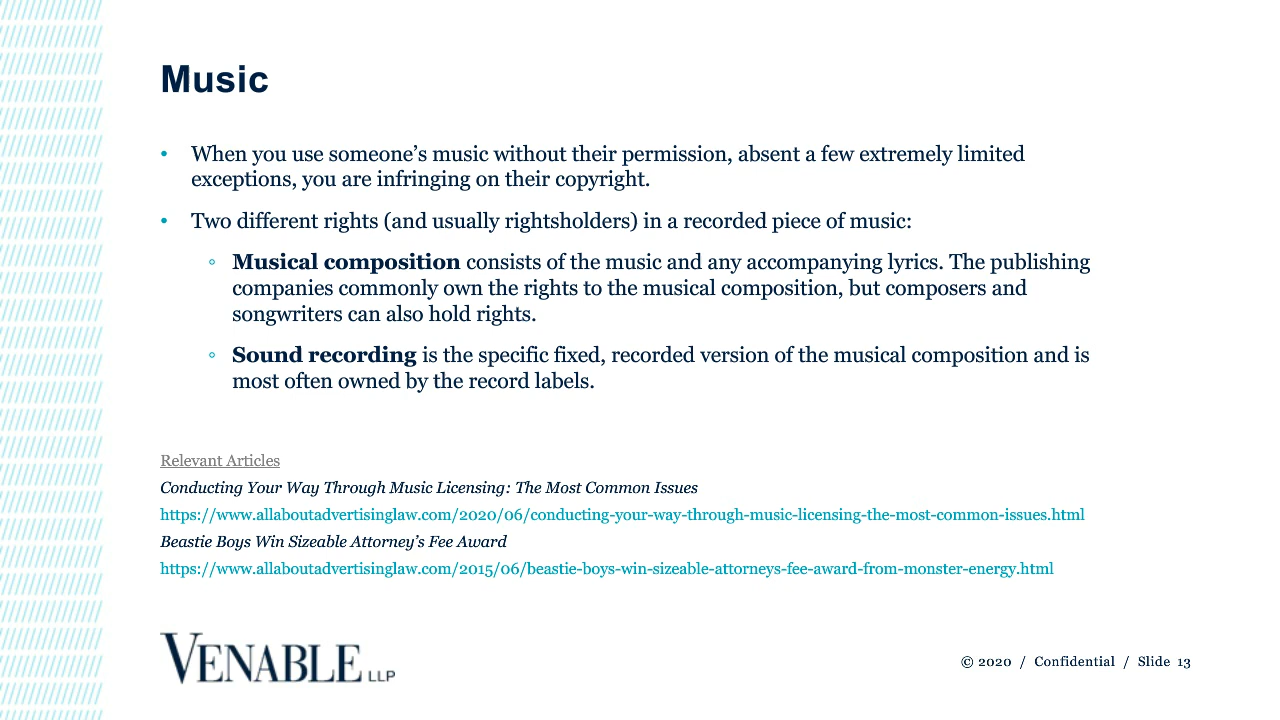 Music
• When you use someone’s music without their permission, absent a few extremely limited
exceptions, you are infringing on their copyright.
• Two different rights (and usually rightsholders) in a recorded piece of music:
◦ Musical composition consists of the music and any accompanying lyrics. The publishing
companies commonly own the rights to the musical composition, but composers and
songwriters can also hold rights.
◦ Sound recording is the specific fixed, recorded version of the musical composition and is
most often owned by the record labels.
Relevant Articles
Conducting Your Way Through Music Licensing: The Most Common Issues
https://www.allaboutadvertisinglaw.com/2020/06/conducting-your-way-through-music-licensing-the-most-common-issues.html
Beastie Boys Win Sizeable Attorney’s Fee Award
https://www.allaboutadvertisinglaw.com/2015/06/beastie-boys-win-sizeable-attorneys-fee-award-from-monster-energy.html
VENABLE LLP
© 2020 / Confidential / Slide 13